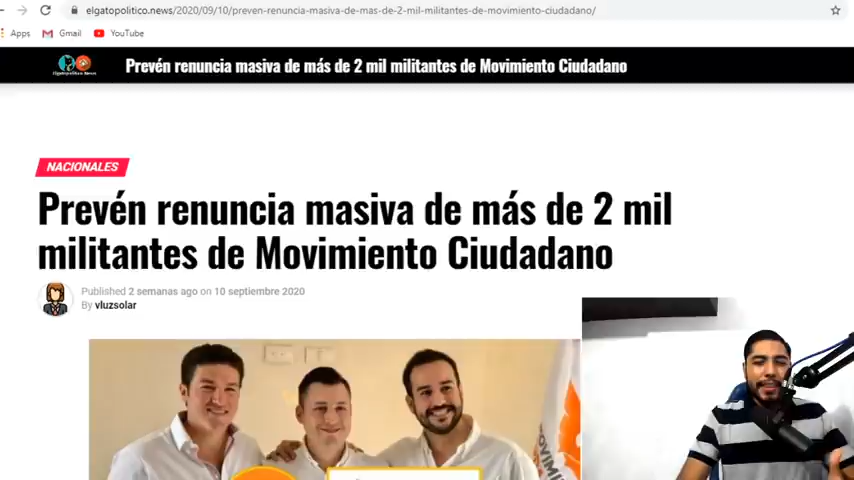 elgatopolitico.news/2020/09/10/preven-renuncia-masiva-de-mas-de-2-mil-militantes-de-movimiento-ciudadano/
Apps Gmail YouTube
Elgatopolitico News
Prevén renuncia masiva de más de 2 mil militantes de Movimiento Ciudadano
NACIONALES
Prevén renuncia masiva de más de 2 mil
militantes de Movimiento Ciudadano
Published 2 semanas ago on 10 septiembre 2020
By vluzsolar